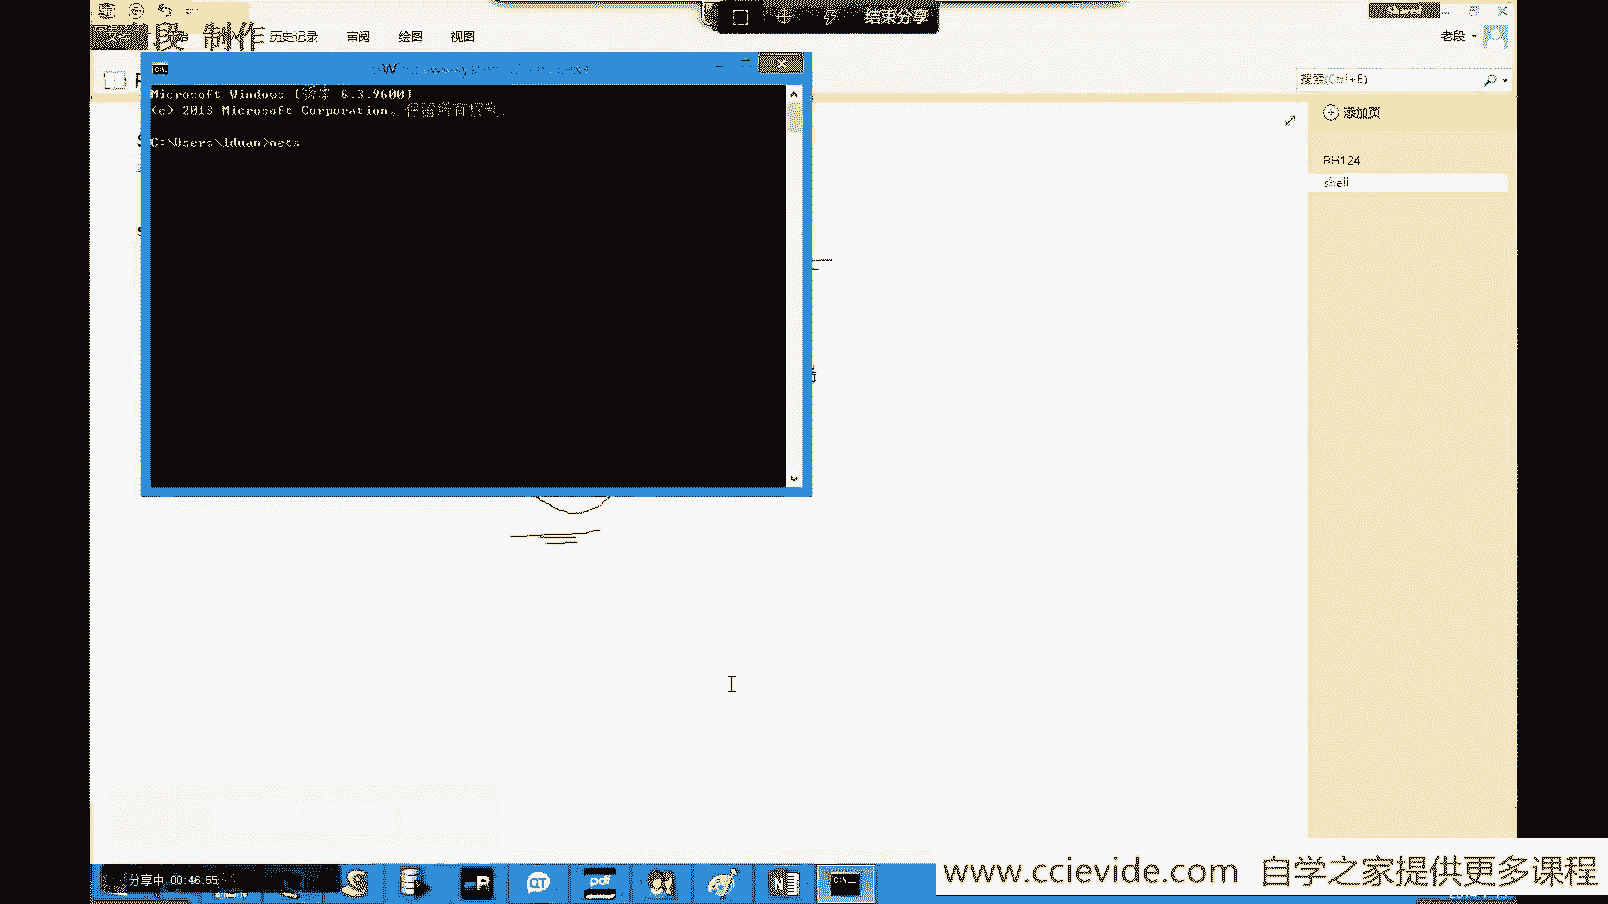 结束分享
段 制作
历史记录 审阅 绘图 视图
老段
搜索(Ctrl+E)
Microsoft Windows [版本 6.3.9600]
(c) 2013 Microsoft Corporation。保留所有权利。
C:\Users\lduan>nets
添加页
RH124
shell
分享中 00:46:55
www.ccievide.com 自学之家提供更多课程